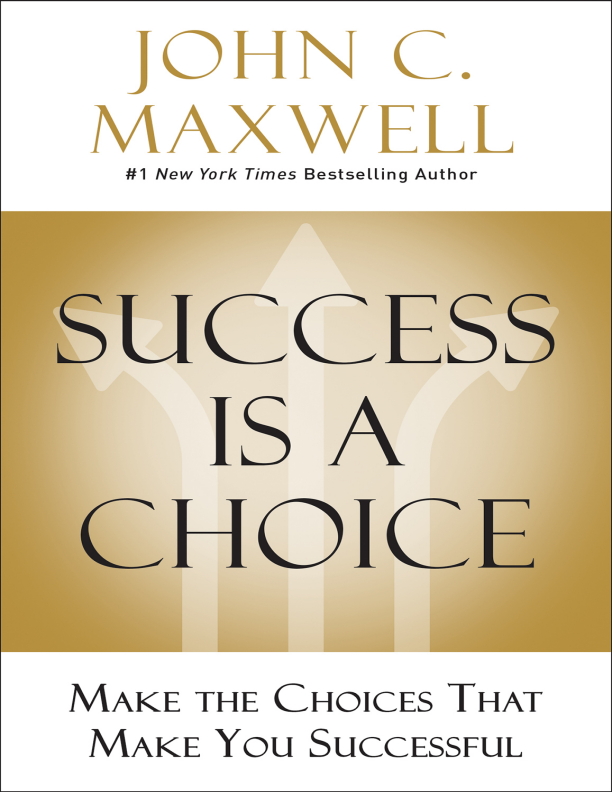 JOHN C.
MAXWELL
#1 New York Times Bestselling Author
SUCCESS
IS A
CHOICE
MAKE THE CHOICES THAT
MAKE YOU SUCCESSFUL